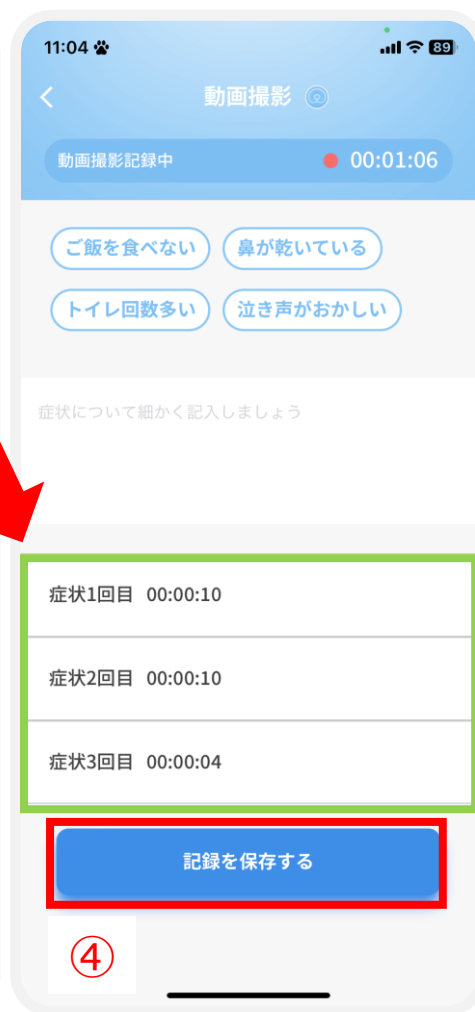 11:04
89
動画撮影
動画撮影記録中 00:01:06
ご飯を食べない 鼻が乾いている
トイレ回数多い 泣き声がおかしい
症状について細かく記入しましょう
症状1回目 00:00:10
症状2回目 00:00:10
症状3回目 00:00:04
記録を保存する
④